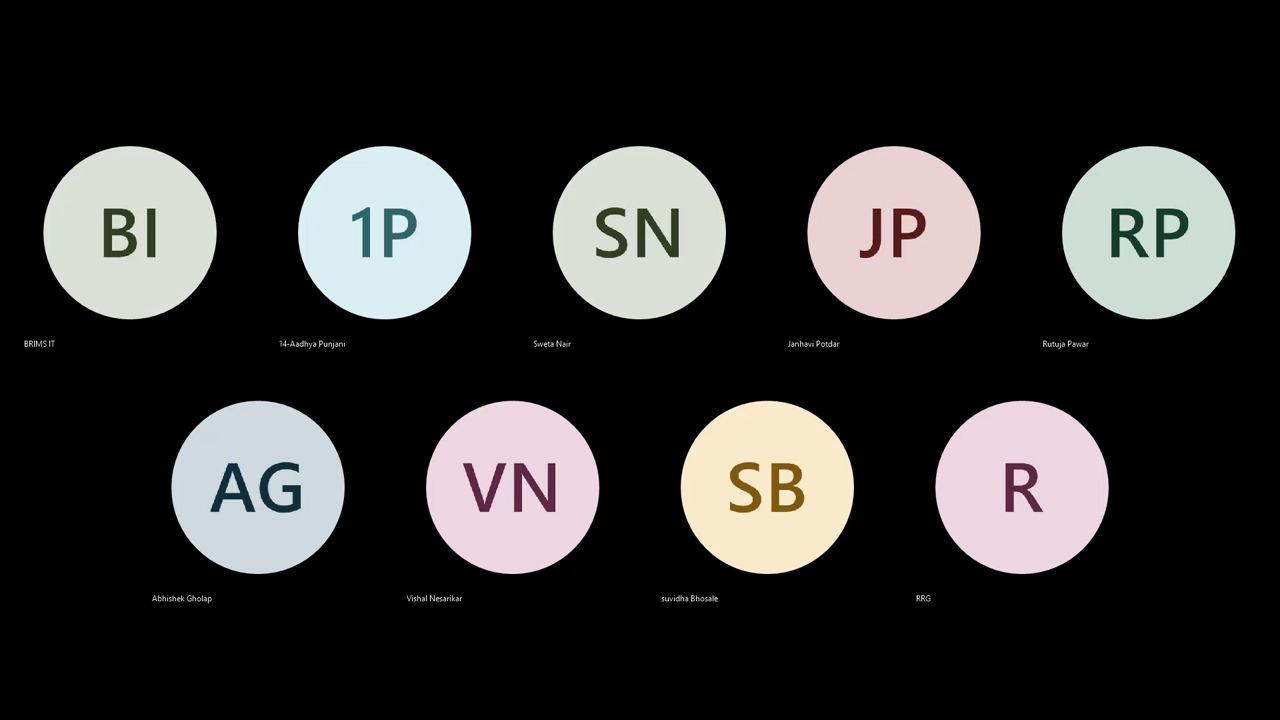 BI
1P
SN
JP
RP
BRIMS IT
14-Aadhya Punjani
Sweta Nair
Janhavi Potdar
Rutuja Pawar
AG
VN
SB
R
Abhishek Gholap
Vishal Nesarikar
suvidha Bhosale
RRG